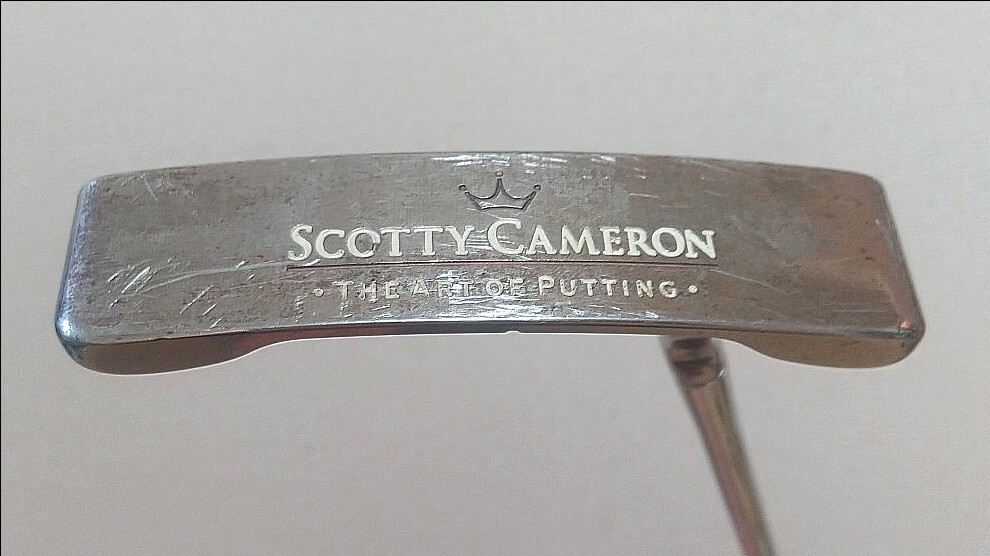 SCOTTY CAMERON
• THE ART OF PUTTING •